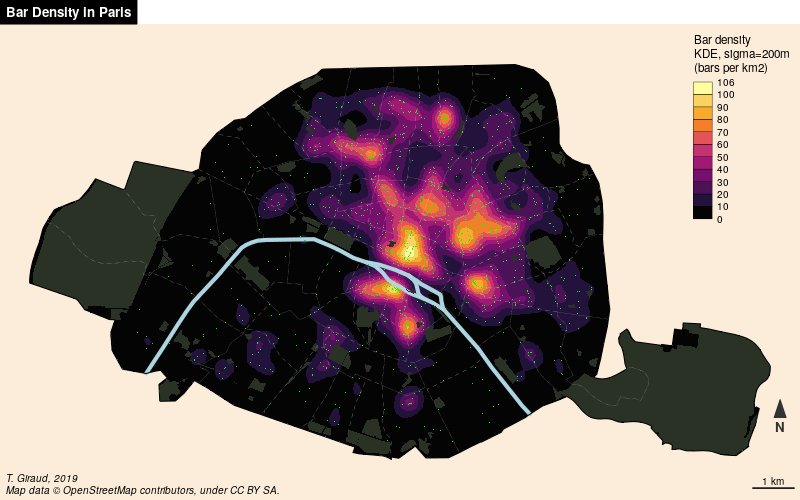 Bar Density in Paris
Bar density
KDE, sigma=200m
(bars per km2)
106
100
90
80
70
60
50
40
30
20
10
0
N
T. Giraud, 2019
Map data © OpenStreetMap contributors, under CC BY SA.
1 km